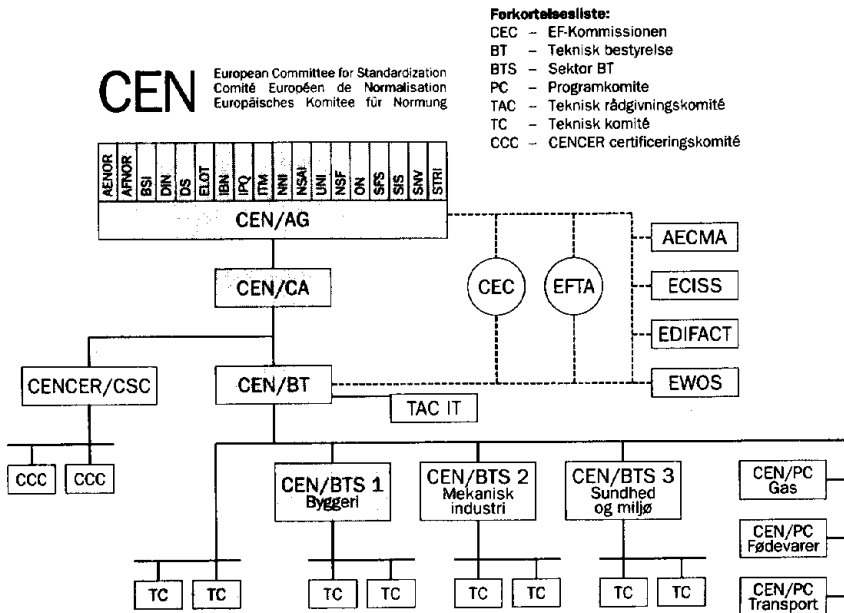 Forkortelsesliste:
CEC – EF-Kommissionen
BT – Teknisk bestyrelse
BTS – Sektor BT
PC – Programkomite
TAC – Teknisk rådgivningskomité
TC – Teknisk komité
CCC – CENCER certificeringskomité
CEN
European Committee for Standardization
Comité Européen de Normalisation
Europäisches Komitee für Normung
AENOR
AFNOR
BSI
DIN
DS
ELOT
IBN
IPQ
ITM
NNI
NSAI
UNI
NSF
ON
SFS
SIS
SNV
STRI
CEN/AG
AECMA
CEN/CA
CEC
EFTA
ECISS
EDIFACT
CENCER/CSC
CEN/BT
EWOS
TAC IT
CCC
CCC
CEN/BTS 1
Byggeri
CEN/BTS 2
Mekanisk
industri
CEN/BTS 3
Sundhed
og miljø
CEN/PC
Gas
CEN/PC
Fødevarer
CEN/PC
Transport
TC
TC
TC
TC
TC
TC
TC
TC